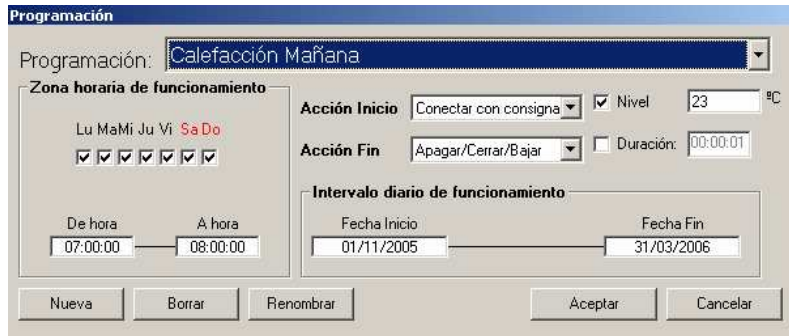 Programación
Programación: Calefacción Mañana
Zona horaria de funcionamiento
Lu MaMi Ju Vi Sa Do
De hora A hora
07:00:00 08:00:00
Acción Inicio Conectar con consigna Nivel 23 ºC
Acción Fin Apagar/Cerrar/Bajar Duración: 00:00:01
Intervalo diario de funcionamiento
Fecha Inicio Fecha Fin
01/11/2005 31/03/2006
Nueva Borrar Renombrar Aceptar Cancelar